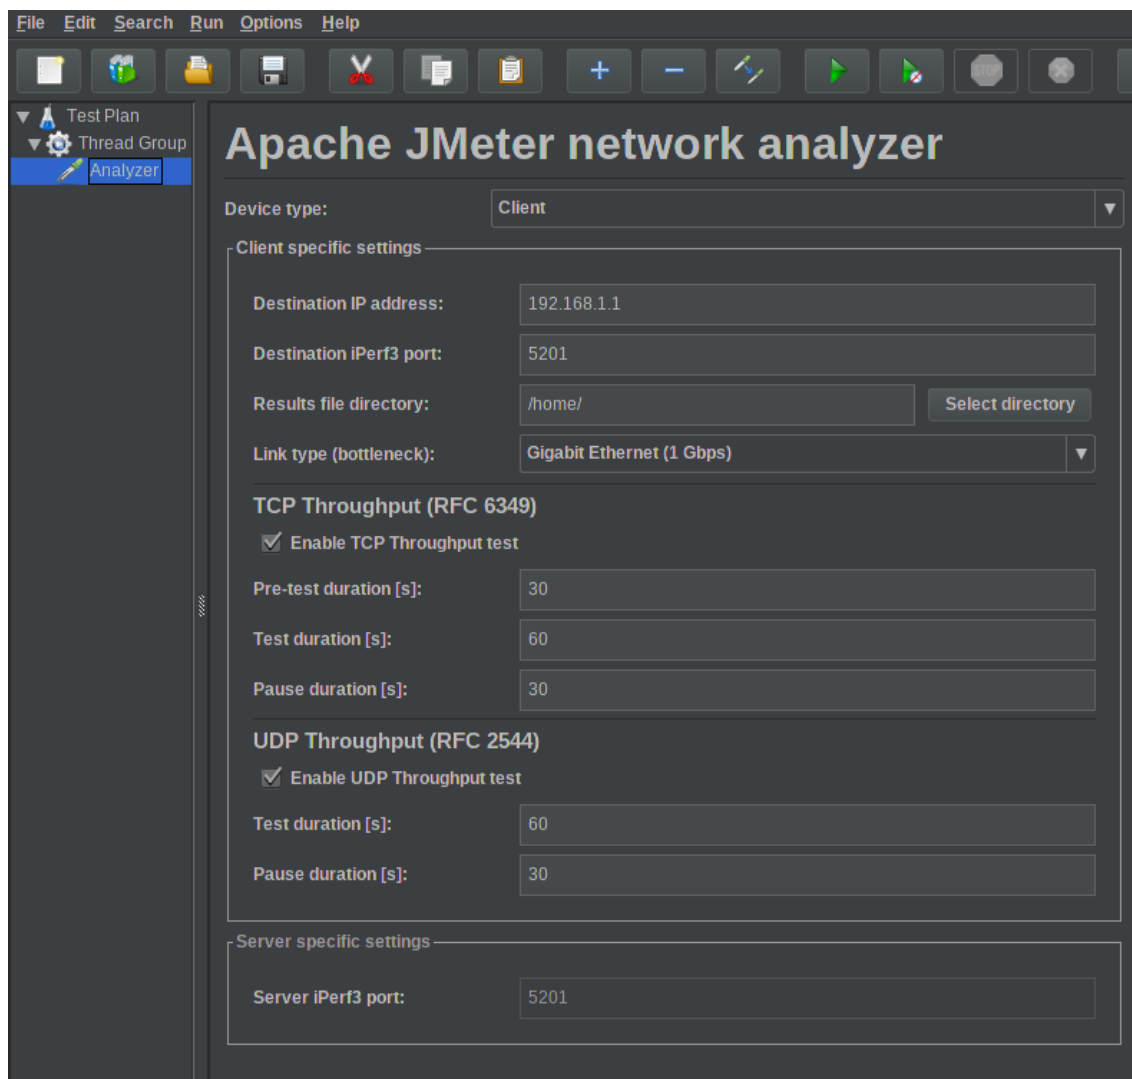 File Edit Search Run Options Help
STOP
Test Plan
Thread Group
Analyzer
Apache JMeter network analyzer
Device type: Client
Client specific settings
Destination IP address: 192.168.1.1
Destination iPerf3 port: 5201
Results file directory: /home/ Select directory
Link type (bottleneck): Gigabit Ethernet (1 Gbps)
TCP Throughput (RFC 6349)
Enable TCP Throughput test
Pre-test duration [s]: 30
Test duration [s]: 60
Pause duration [s]: 30
UDP Throughput (RFC 2544)
Enable UDP Throughput test
Test duration [s]: 60
Pause duration [s]: 30
Server specific settings
Server iPerf3 port: 5201